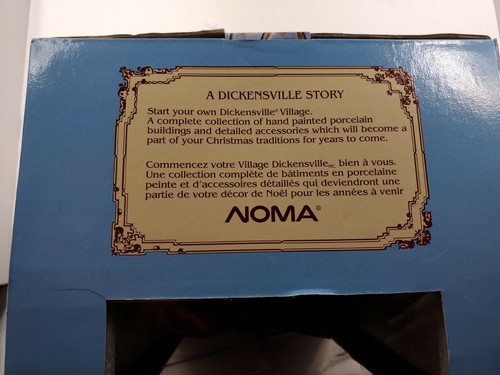 A DICKENSVILLE STORY
Start your own Dickensville® Village.
A complete collection of hand painted porcelain
buildings and detailed accessories which will become a
part of your Christmas traditions for years to come.
Commencez votre Village Dickensville MC bien à vous.
Une collection complète de bâtiments en porcelaine
peinte et d'accessoires détaillés qui deviendront une
partie de votre décor de Noël pour les années à venir
NOMA®